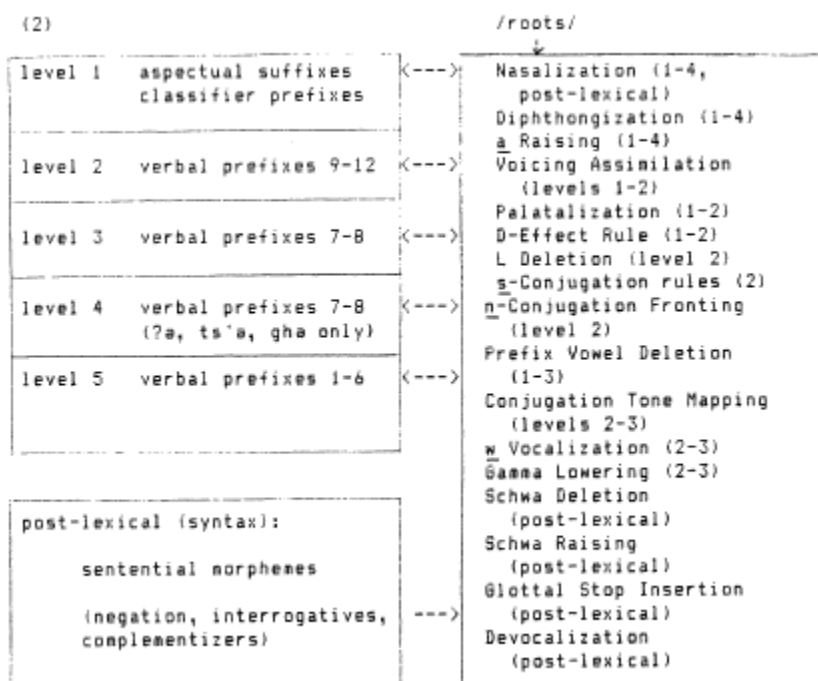 (2)
/roots/
level 1 aspectual suffixes
classifier prefixes
<--->
level 2 verbal prefixes 9-12
<--->
level 3 verbal prefixes 7-8
<--->
level 4 verbal prefixes 7-8
(?ə, ts'ə, gha only)
<--->
level 5 verbal prefixes 1-6
<--->
post-lexical (syntax):
sentential morphemes
(negation, interrogatives,
complementizers)
--->
Nasalization (1-4,
post-lexical)
Diphthongization (1-4)
a Raising (1-4)
Voicing Assimilation
(levels 1-2)
Palatalization (1-2)
D-Effect Rule (1-2)
L Deletion (level 2)
s-Conjugation rules (2)
n-Conjugation Fronting
(level 2)
Prefix Vowel Deletion
(1-3)
Conjugation Tone Mapping
(levels 2-3)
w Vocalization (2-3)
Gamma Lowering (2-3)
Schwa Deletion
(post-lexical)
Schwa Raising
(post-lexical)
Glottal Stop Insertion
(post-lexical)
Devocalization
(post-lexical)